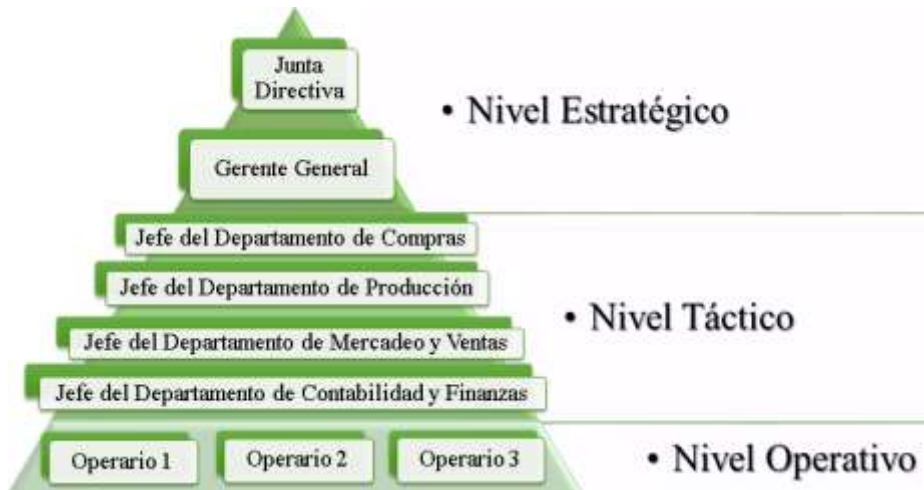 Junta
Directiva
• Nivel Estratégico
Gerente General
Jefe del Departamento de Compras
Jefe del Departamento de Producción
• Nivel Táctico
Jefe del Departamento de Mercadeo y Ventas
Jefe del Departamento de Contabilidad y Finanzas
Operario 1
Operario 2
Operario 3
• Nivel Operativo